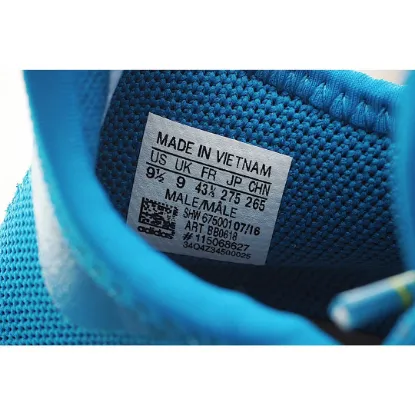 MADE IN VIETNAM
US UK FR JP CHN
9½ 9 43⅓ 275 265
MALE/MÂLE
SHW 675001 07/16
ART BB0618
# 115068627
adidas